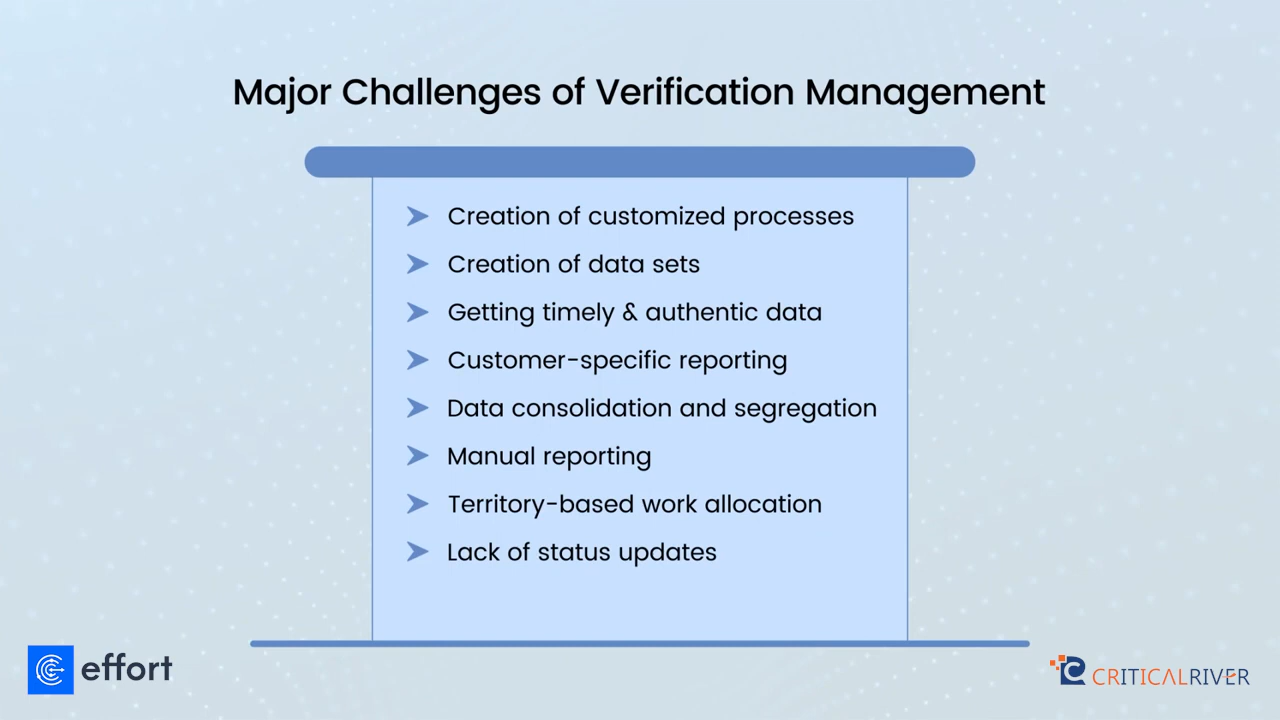 Major Challenges of Verification Management
Creation of customized processes
Creation of data sets
Getting timely & authentic data
Customer-specific reporting
Data consolidation and segregation
Manual reporting
Territory-based work allocation
Lack of status updates
effort
CRITICALRIVER